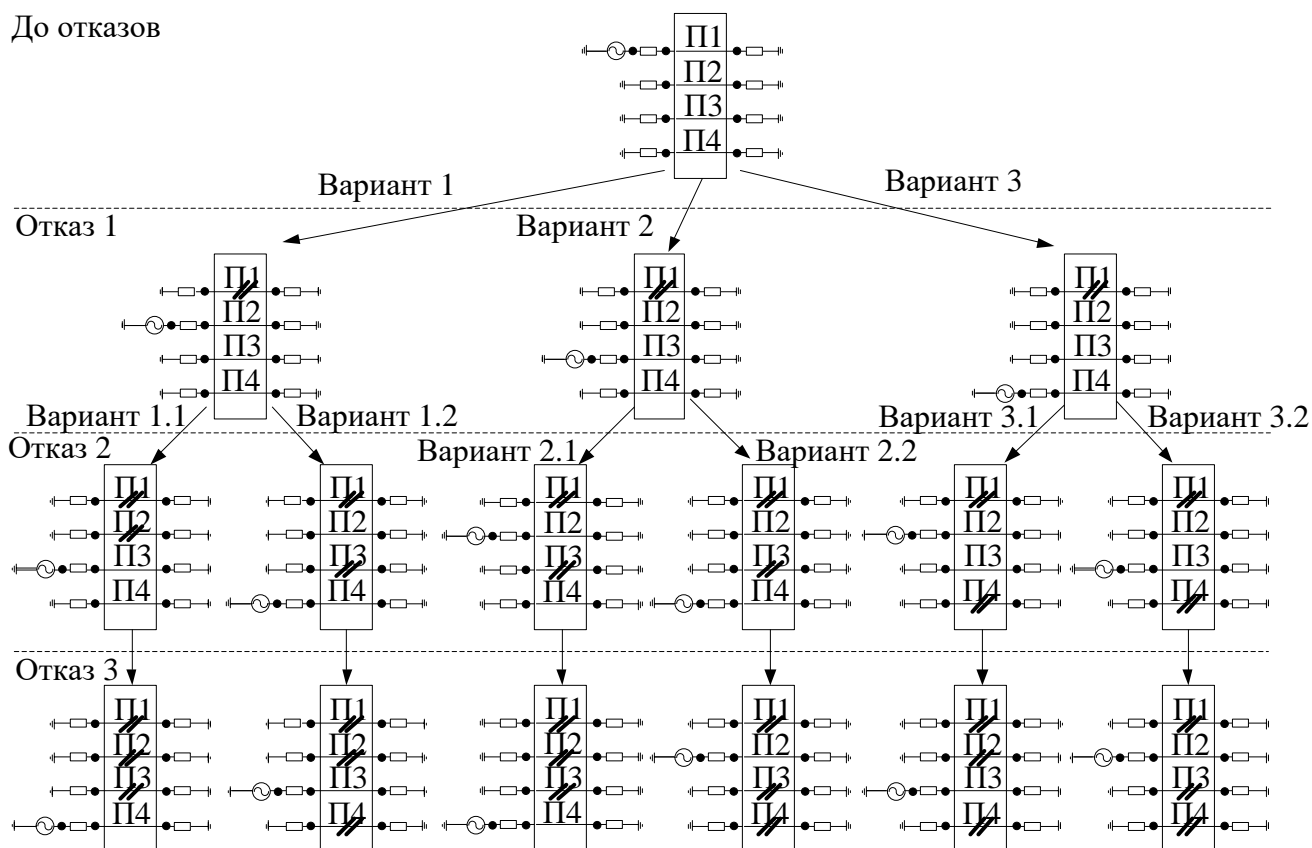 До отказов
П1
П2
П3
П4
Вариант 1
Вариант 3
Отказ 1
Вариант 2
П1
П2
П3
П4
П1
П2
П3
П4
П1
П2
П3
П4
Вариант 1.1
Вариант 1.2
Вариант 3.1
Вариант 3.2
Отказ 2
Вариант 2.1
Вариант 2.2
П1
П2
П3
П4
П1
П2
П3
П4
П1
П2
П3
П4
П1
П2
П3
П4
П1
П2
П3
П4
П1
П2
П3
П4
Отказ 3
П1
П2
П3
П4
П1
П2
П3
П4
П1
П2
П3
П4
П1
П2
П3
П4
П1
П2
П3
П4
П1
П2
П3
П4